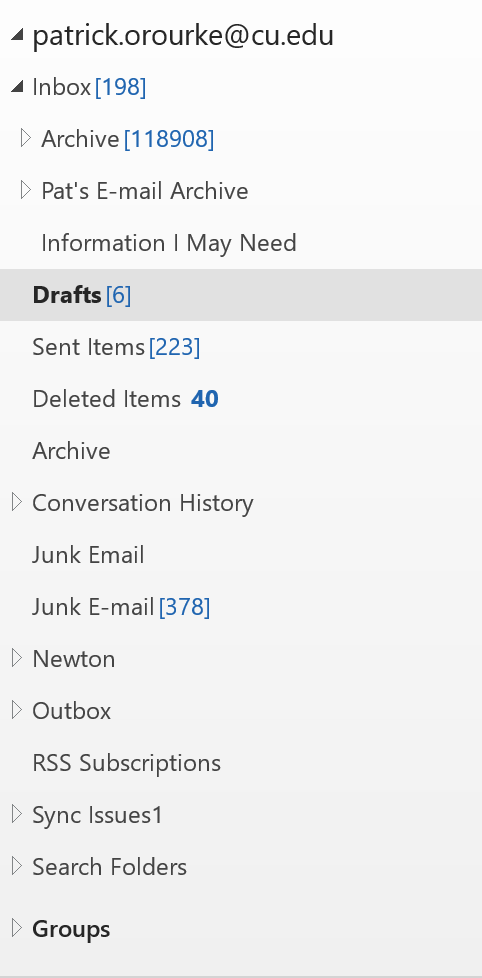 patrick.orourke@cu.edu
Inbox [198]
Archive [118908]
Pat's E-mail Archive
Information I May Need
Drafts [6]
Sent Items [223]
Deleted Items 40
Archive
Conversation History
Junk Email
Junk E-mail [378]
Newton
Outbox
RSS Subscriptions
Sync Issues1
Search Folders
Groups